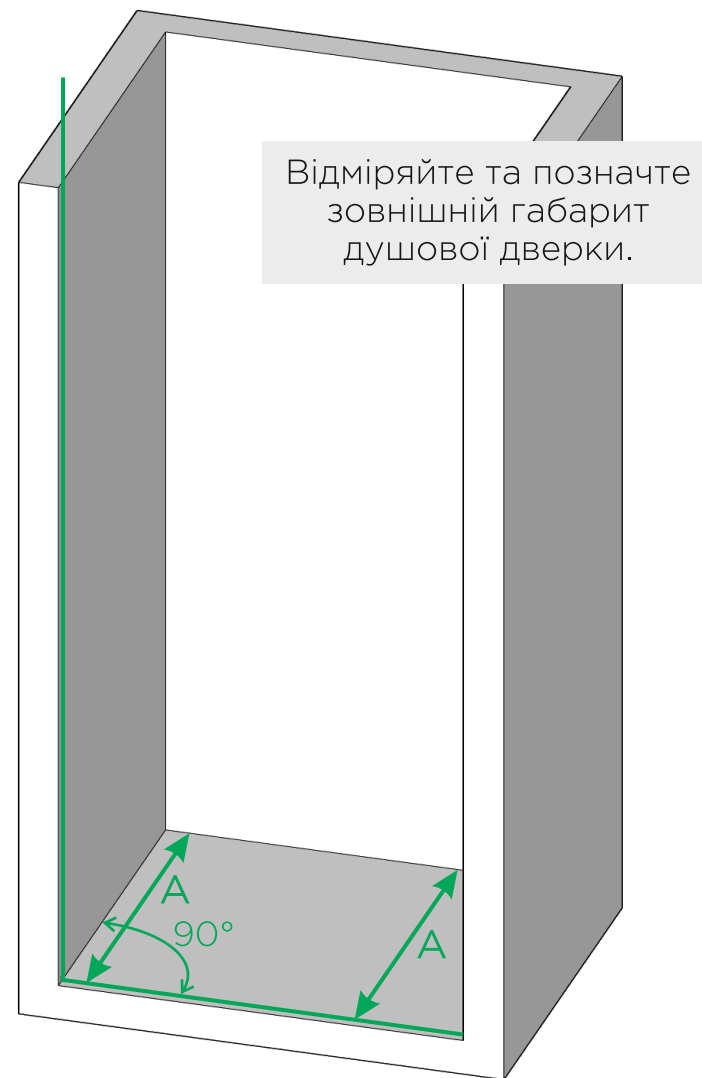 Відміряйте та позначте
зовнішній габарит
душової дверки.
A
90°
A